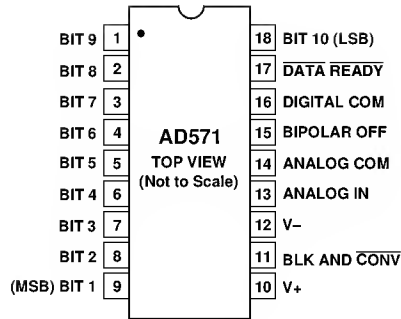 BIT 9 1 18 BIT 10 (LSB)
BIT 8 2 17 DATA READY
BIT 7 3 16 DIGITAL COM
BIT 6 4 15 BIPOLAR OFF
BIT 5 5 14 ANALOG COM
BIT 4 6 13 ANALOG IN
BIT 3 7 12 V−
BIT 2 8 11 BLK AND CONV
(MSB) BIT 1 9 10 V+
AD571
TOP VIEW
(Not to Scale)